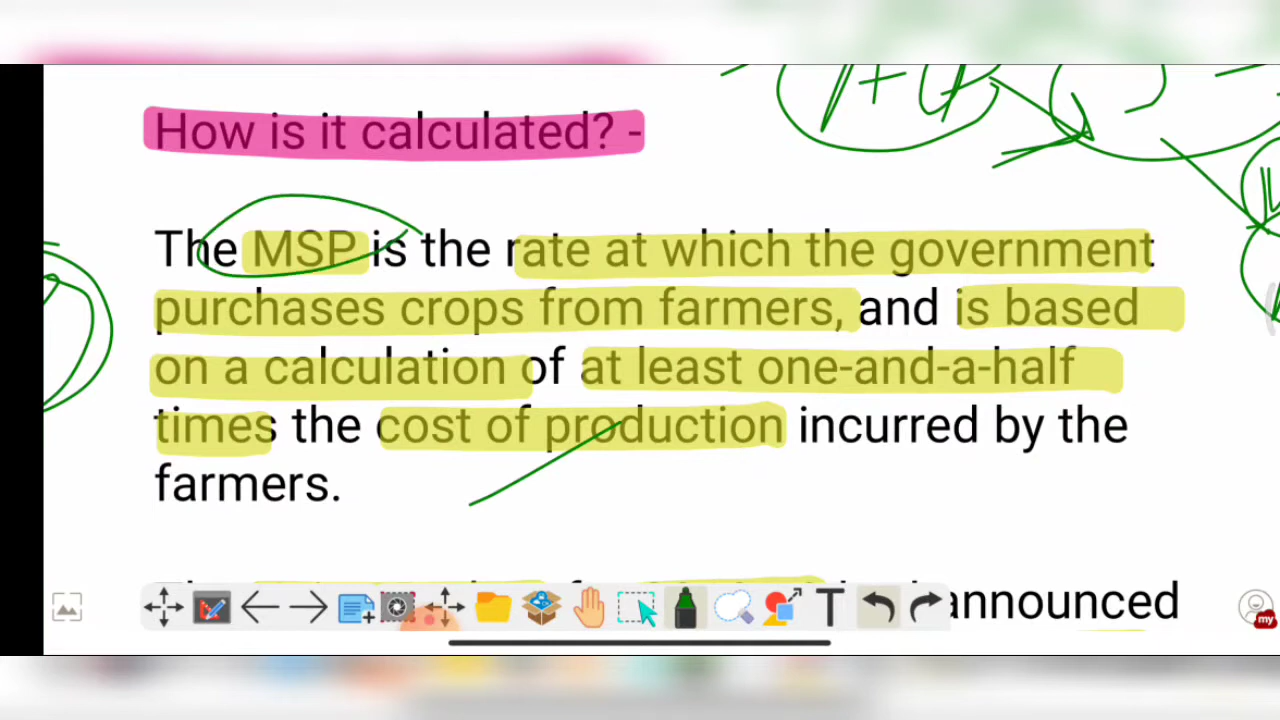 How is it calculated? -
The MSP is the rate at which the government
purchases crops from farmers, and is based
on a calculation of at least one-and-a-half
times the cost of production incurred by the
farmers.
announced
T
my